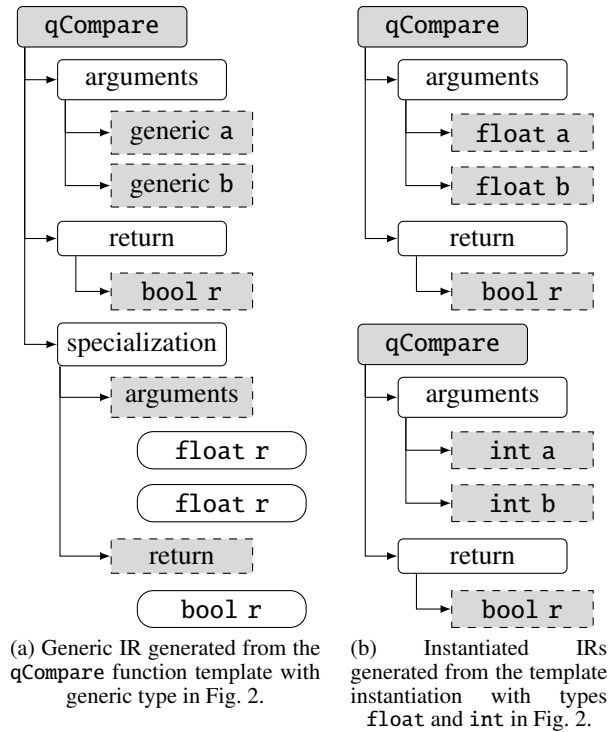 qCompare
arguments
generic a
generic b
return
bool r
specialization
arguments
float r
float r
return
bool r
(a) Generic IR generated from the
qCompare function template with
generic type in Fig. 2.
qCompare
arguments
float a
float b
return
bool r
qCompare
arguments
int a
int b
return
bool r
(b) Instantiated IRs
generated from the template
instantiation with types
float and int in Fig. 2.